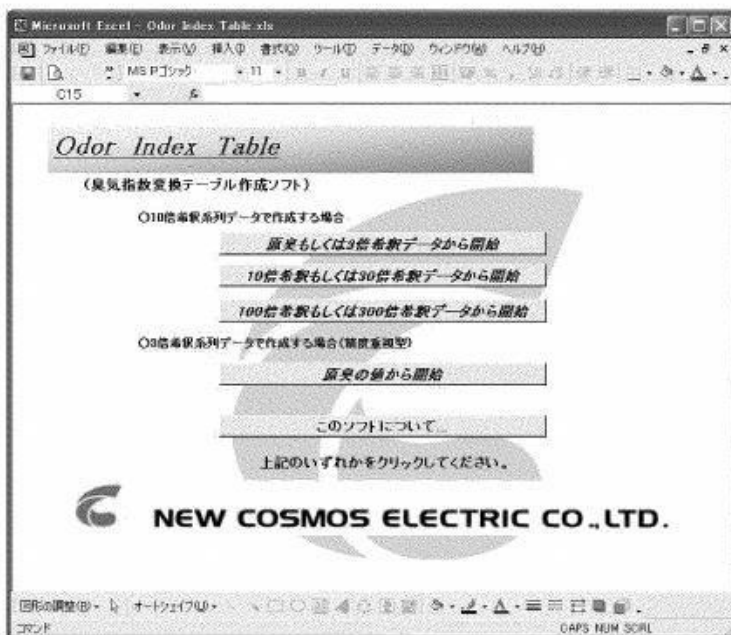 Microsoft Excel - Odor Index Table.xls
ファイル(F) 編集(E) 表示(V) 挿入(I) 書式(O) ツール(T) データ(D) ウィンドウ(W) ヘルプ(H)
MS Pゴシック 11 B I U
C15 fx
Odor Index Table
(臭気指数変換テーブル作成ソフト)
○10倍希釈系列データで作成する場合
原臭もしくは3倍希釈データから開始
10倍希釈もしくは30倍希釈データから開始
100倍希釈もしくは300倍希釈データから開始
○3倍希釈系列データで作成する場合(精度重視型)
原臭の値から開始
このソフトについて...
上記のいずれかをクリックしてください。
NEW COSMOS ELECTRIC CO.,LTD.
図形の調整(R) オートシェイプ(U)
コマンド CAPS NUM SCRL